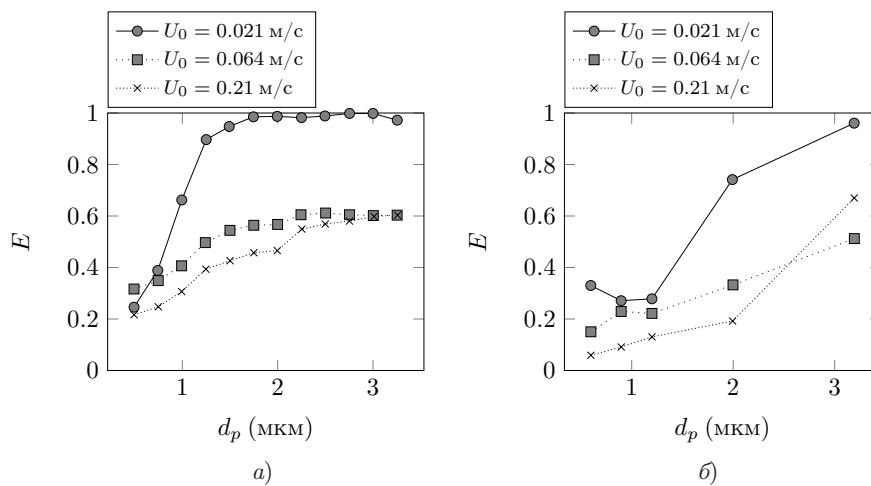 U₀ = 0.021 м/с
U₀ = 0.064 м/с
U₀ = 0.21 м/с
1
0.8
0.6
0.4
0.2
0
E
1 2 3
d_p (мкм)
а)
U₀ = 0.021 м/с
U₀ = 0.064 м/с
U₀ = 0.21 м/с
1
0.8
0.6
0.4
0.2
0
E
1 2 3
d_p (мкм)
б)